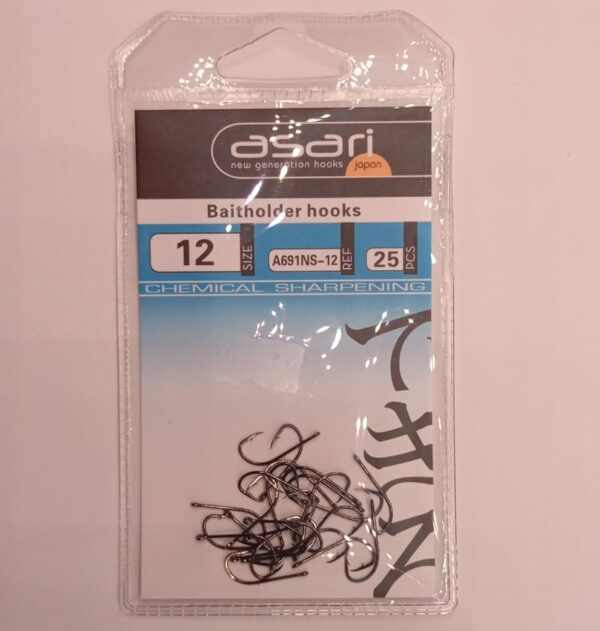 asari
new generation hooks japan
Baitholder hooks
12 SIZE A691NS-12 REF 25 PCS
CHEMICAL SHARPENING